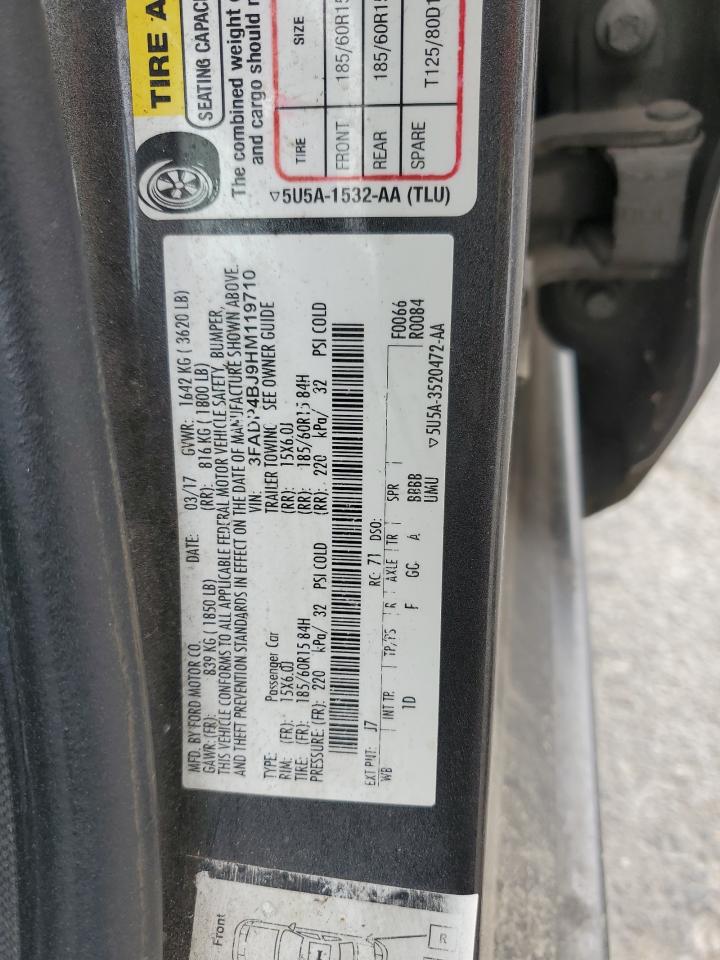 TIRE A
SEATING CAPAC
The combined weight o
and cargo should n
TIRE SIZE
FRONT 185/60R15
REAR 185/60R15
SPARE T125/80D1
5U5A-1532-AA (TLU)
MFD. BY FORD MOTOR CO. DATE: 03/17 GVWR: 1642 KG ( 3620 LB)
GAWR: (FR): 839 KG ( 1850 LB) (RR): 816 KG ( 1800 LB)
THIS VEHICLE CONFORMS TO ALL APPLICABLE FEDERAL MOTOR VEHICLE SAFETY, BUMPER,
AND THEFT PREVENTION STANDARDS IN EFFECT ON THE DATE OF MANUFACTURE SHOWN ABOVE.
VIN: 3FADP4BJ9HM119710
TYPE: Passenger Car TRAILER TOWING SEE OWNER GUIDE
RIM: (FR): 15X6.0J (RR): 15X6.0J
TIRE: (FR): 185/60R15 84H (RR): 185/60R15 84H
PRESSURE: (FR): 220 kPa/ 32 PSI COLD (RR): 220 kPa/ 32 PSI COLD
EXT PNT: J7 RC: 71 DSO: F0066
WB INT TR. TP/PS R AXLE TR SPR R0084
1D F GC A BBBB
UMU
5U5A-3520472-AA
Front
R